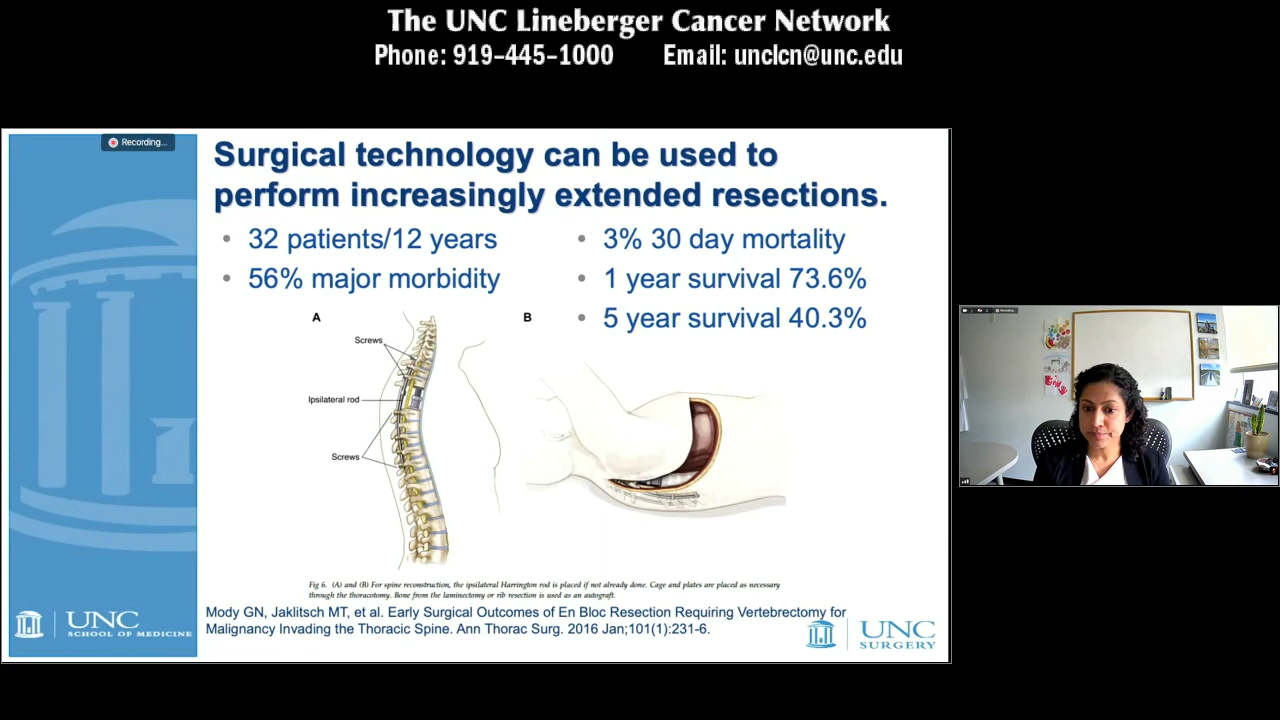 The UNC Lineberger Cancer Network
Phone: 919-445-1000 Email: unclcn@unc.edu
Recording...
Surgical technology can be used to
perform increasingly extended resections.
• 32 patients/12 years
• 56% major morbidity
• 3% 30 day mortality
• 1 year survival 73.6%
• 5 year survival 40.3%
A
Screws
Ipsilateral rod
Screws
B
Fig 6. (A) and (B) For spine reconstruction, the ipsilateral Harrington rod is placed if not already done. Cage and plates are placed as necessary
through the thoracotomy. Bone from the laminectomy or rib resection is used as an autograft.
Mody GN, Jaklitsch MT, et al. Early Surgical Outcomes of En Bloc Resection Requiring Vertebrectomy for
Malignancy Invading the Thoracic Spine. Ann Thorac Surg. 2016 Jan;101(1):231-6.
UNC
SCHOOL OF MEDICINE
UNC
SURGERY
Recording...